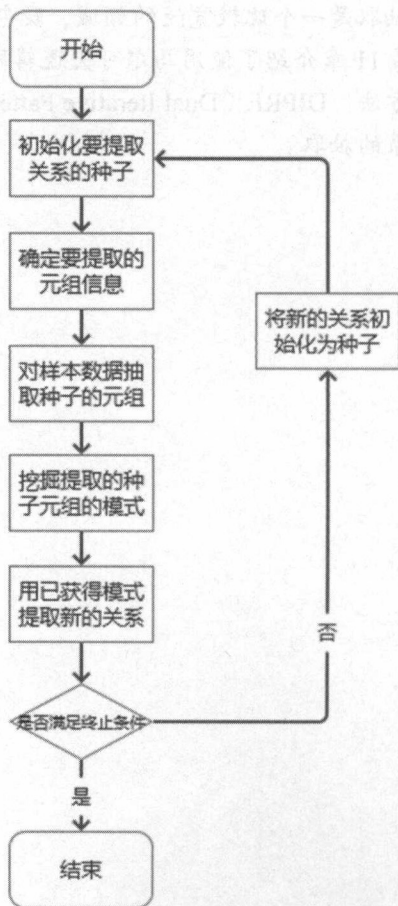 开始
初始化要提取
关系的种子
确定要提取的
元组信息
对样本数据抽
取种子的元组
挖掘提取的种
子元组的模式
用已获得模式
提取新的关系
是否满足终止条件
是
结束
否
将新的关系初
始化为种子